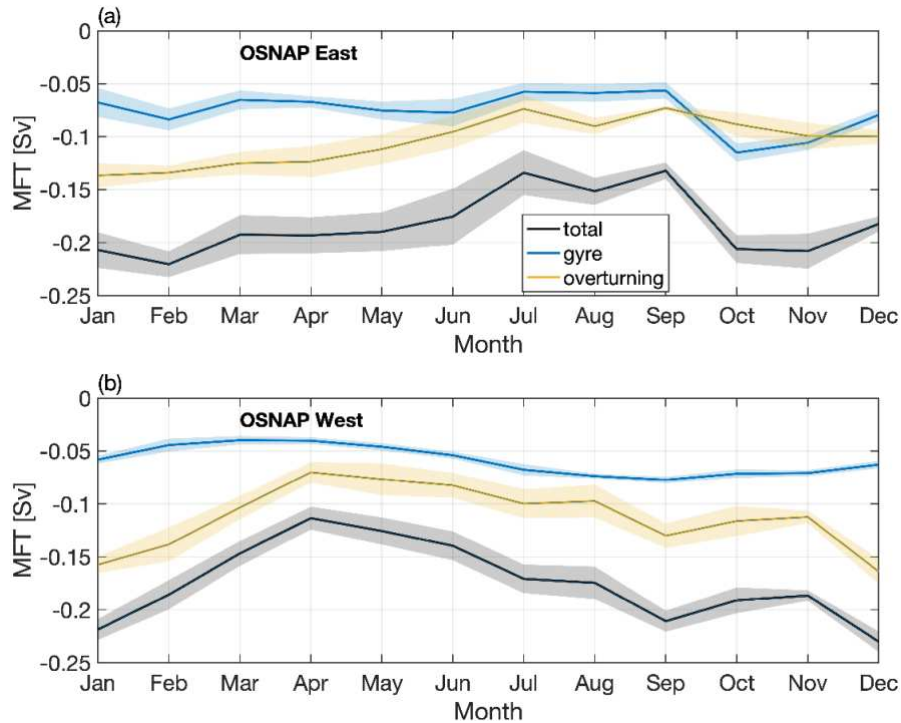 (a)
OSNAP East
0
-0.05
-0.1
-0.15
-0.2
-0.25
MFT [Sv]
total
gyre
overturning
Jan Feb Mar Apr May Jun Jul Aug Sep Oct Nov Dec
Month
(b)
OSNAP West
0
-0.05
-0.1
-0.15
-0.2
-0.25
MFT [Sv]
Jan Feb Mar Apr May Jun Jul Aug Sep Oct Nov Dec
Month